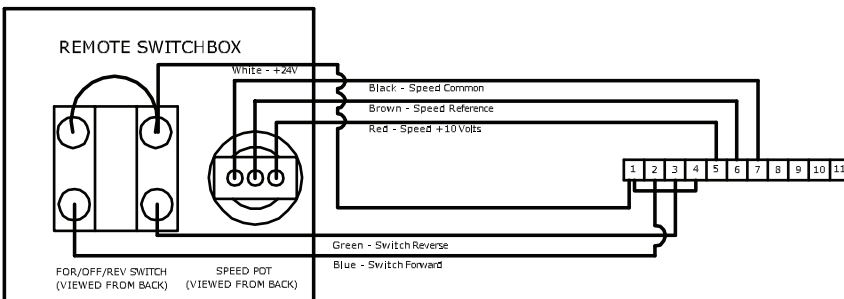 REMOTE SWITCHBOX
White - +24V
Black - Speed Common
Brown - Speed Reference
Red - Speed +10 Volts
1 2 3 4 5 6 7 8 9 10 11
Green - Switch Reverse
Blue - Switch Forward
FOR/OFF/REV SWITCH
(VIEWED FROM BACK)
SPEED POT
(VIEWED FROM BACK)